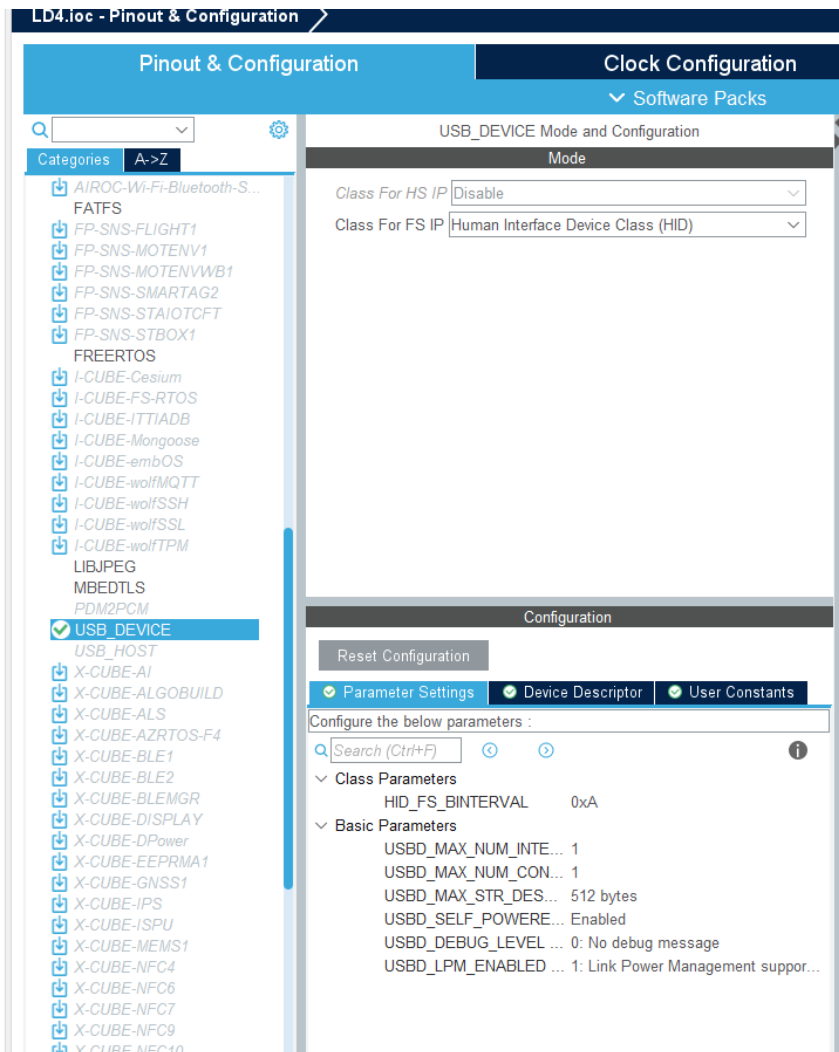 LD4.ioc - Pinout & Configuration
Pinout & Configuration
Clock Configuration
Software Packs
Categories
A->Z
AIROC-Wi-Fi-Bluetooth-S...
FATFS
FP-SNS-FLIGHT1
FP-SNS-MOTENV1
FP-SNS-MOTENVWB1
FP-SNS-SMARTAG2
FP-SNS-STAIOTCFT
FP-SNS-STBOX1
FREERTOS
I-CUBE-Cesium
I-CUBE-FS-RTOS
I-CUBE-ITTIADB
I-CUBE-Mongoose
I-CUBE-embOS
I-CUBE-wolfMQTT
I-CUBE-wolfSSH
I-CUBE-wolfSSL
I-CUBE-wolfTPM
LIBJPEG
MBEDTLS
PDM2PCM
USB_DEVICE
USB_HOST
X-CUBE-AI
X-CUBE-ALGOBUILD
X-CUBE-ALS
X-CUBE-AZRTOS-F4
X-CUBE-BLE1
X-CUBE-BLE2
X-CUBE-BLEMGR
X-CUBE-DISPLAY
X-CUBE-DPower
X-CUBE-EEPRMA1
X-CUBE-GNSS1
X-CUBE-IPS
X-CUBE-ISPU
X-CUBE-MEMS1
X-CUBE-NFC4
X-CUBE-NFC6
X-CUBE-NFC7
X-CUBE-NFC9
X-CUBE-NFC10
USB_DEVICE Mode and Configuration
Mode
Class For HS IP Disable
Class For FS IP Human Interface Device Class (HID)
Configuration
Reset Configuration
Parameter Settings
Device Descriptor
User Constants
Configure the below parameters :
Search (Ctrl+F)
Class Parameters
HID_FS_BINTERVAL 0xA
Basic Parameters
USBD_MAX_NUM_INTE... 1
USBD_MAX_NUM_CON... 1
USBD_MAX_STR_DES... 512 bytes
USBD_SELF_POWERE... Enabled
USBD_DEBUG_LEVEL ... 0: No debug message
USBD_LPM_ENABLED ... 1: Link Power Management suppor...